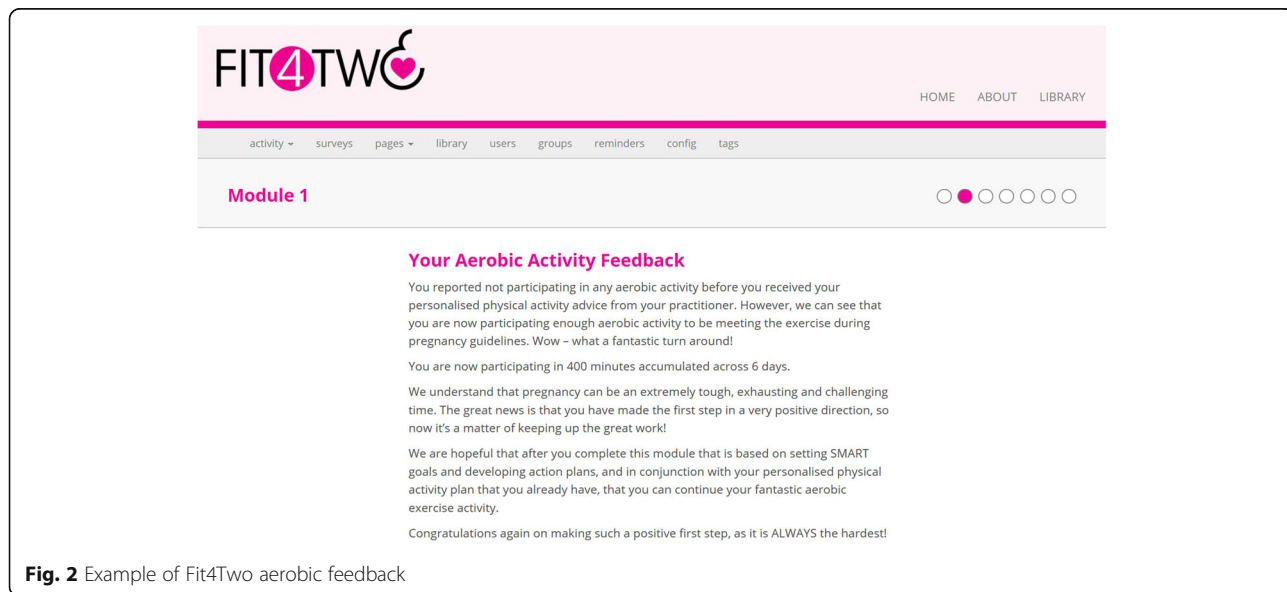 FIT4TWO
HOME ABOUT LIBRARY
activity surveys pages library users groups reminders config tags
Module 1
Your Aerobic Activity Feedback
You reported not participating in any aerobic activity before you received your
personalised physical activity advice from your practitioner. However, we can see that
you are now participating enough aerobic activity to be meeting the exercise during
pregnancy guidelines. Wow – what a fantastic turn around!
You are now participating in 400 minutes accumulated across 6 days.
We understand that pregnancy can be an extremely tough, exhausting and challenging
time. The great news is that you have made the first step in a very positive direction, so
now it's a matter of keeping up the great work!
We are hopeful that after you complete this module that is based on setting SMART
goals and developing action plans, and in conjunction with your personalised physical
activity plan that you already have, that you can continue your fantastic aerobic
exercise activity.
Congratulations again on making such a positive first step, as it is ALWAYS the hardest!
Fig. 2 Example of Fit4Two aerobic feedback